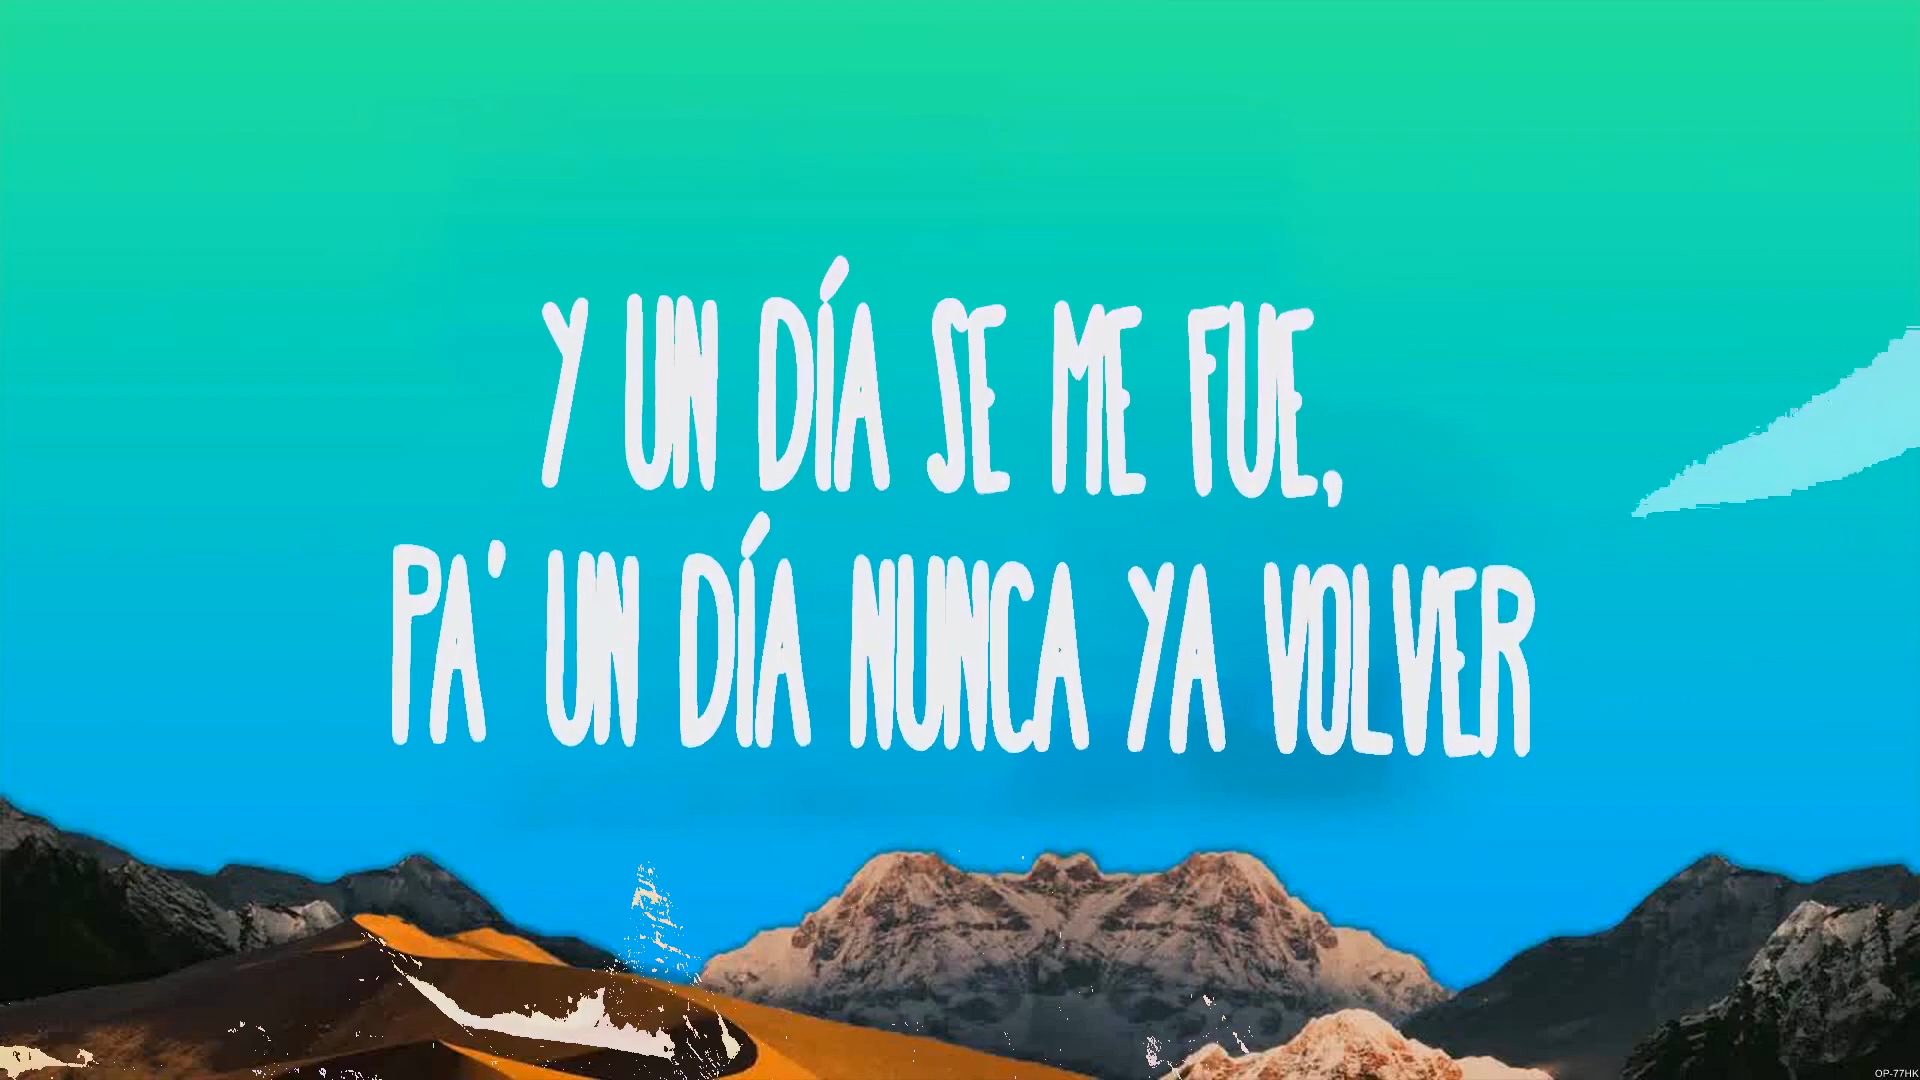 Y UN DÍA SE ME FUE,
PA' UN DÍA NUNCA YA VOLVER
OP-77HK